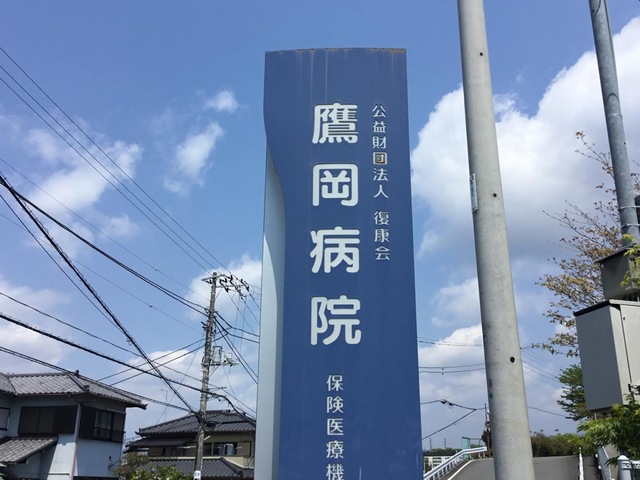 公益財団法人 復康会
鷹岡病院
保険医療機